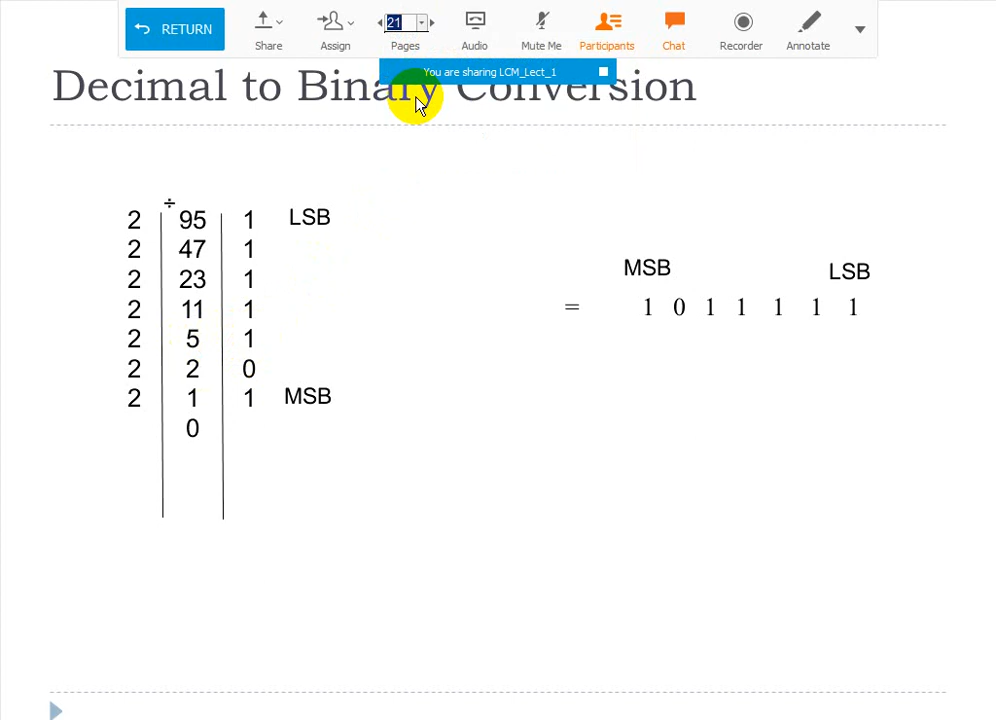 RETURN
21
Share Assign Pages Audio Mute Me Participants Chat Recorder Annotate
You are sharing LCM_Lect_1
Decimal to Binary Conversion
÷
2 95 1 LSB
2 47 1
2 23 1
2 11 1
2 5 1
2 2 0
2 1 1 MSB
0
MSB LSB
= 1 0 1 1 1 1 1